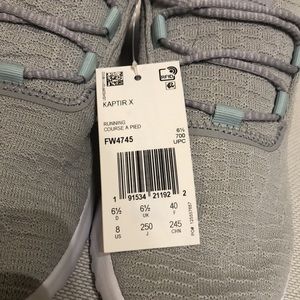 RFID
KAPTIR X
RUNNING
COURSE A PIED
FW4745
6½
700
UPC
1 91534 21192 2
6½ 6½ 40
D UK F
8 250 245
US J CHN